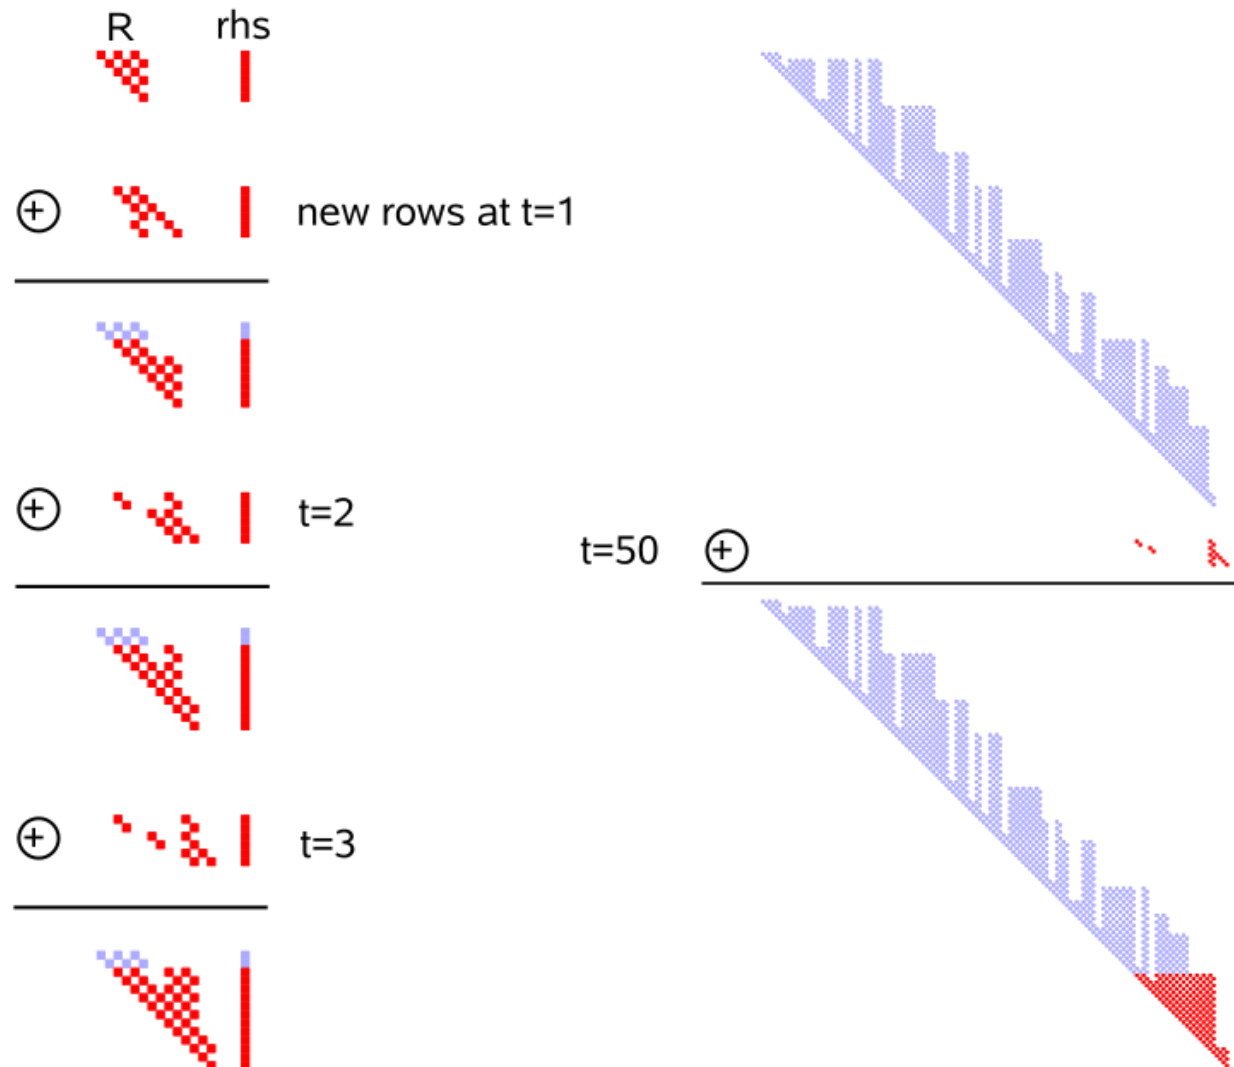 R rhs
+ new rows at t=1
+ t=2
t=50 +
+ t=3